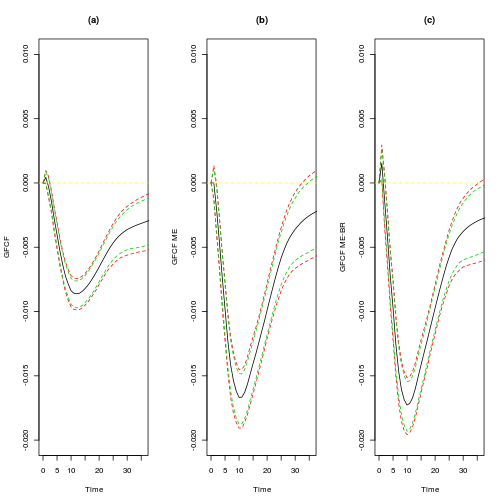 (a)
(b)
(c)
GFCF
0.010
0.005
0.000
-0.005
-0.010
-0.015
-0.020
0 5 10 20 30
Time
GFCF ME
0.010
0.005
0.000
-0.005
-0.010
-0.015
-0.020
0 5 10 20 30
Time
GFCF ME-BR
0.010
0.005
0.000
-0.005
-0.010
-0.015
-0.020
0 5 10 20 30
Time